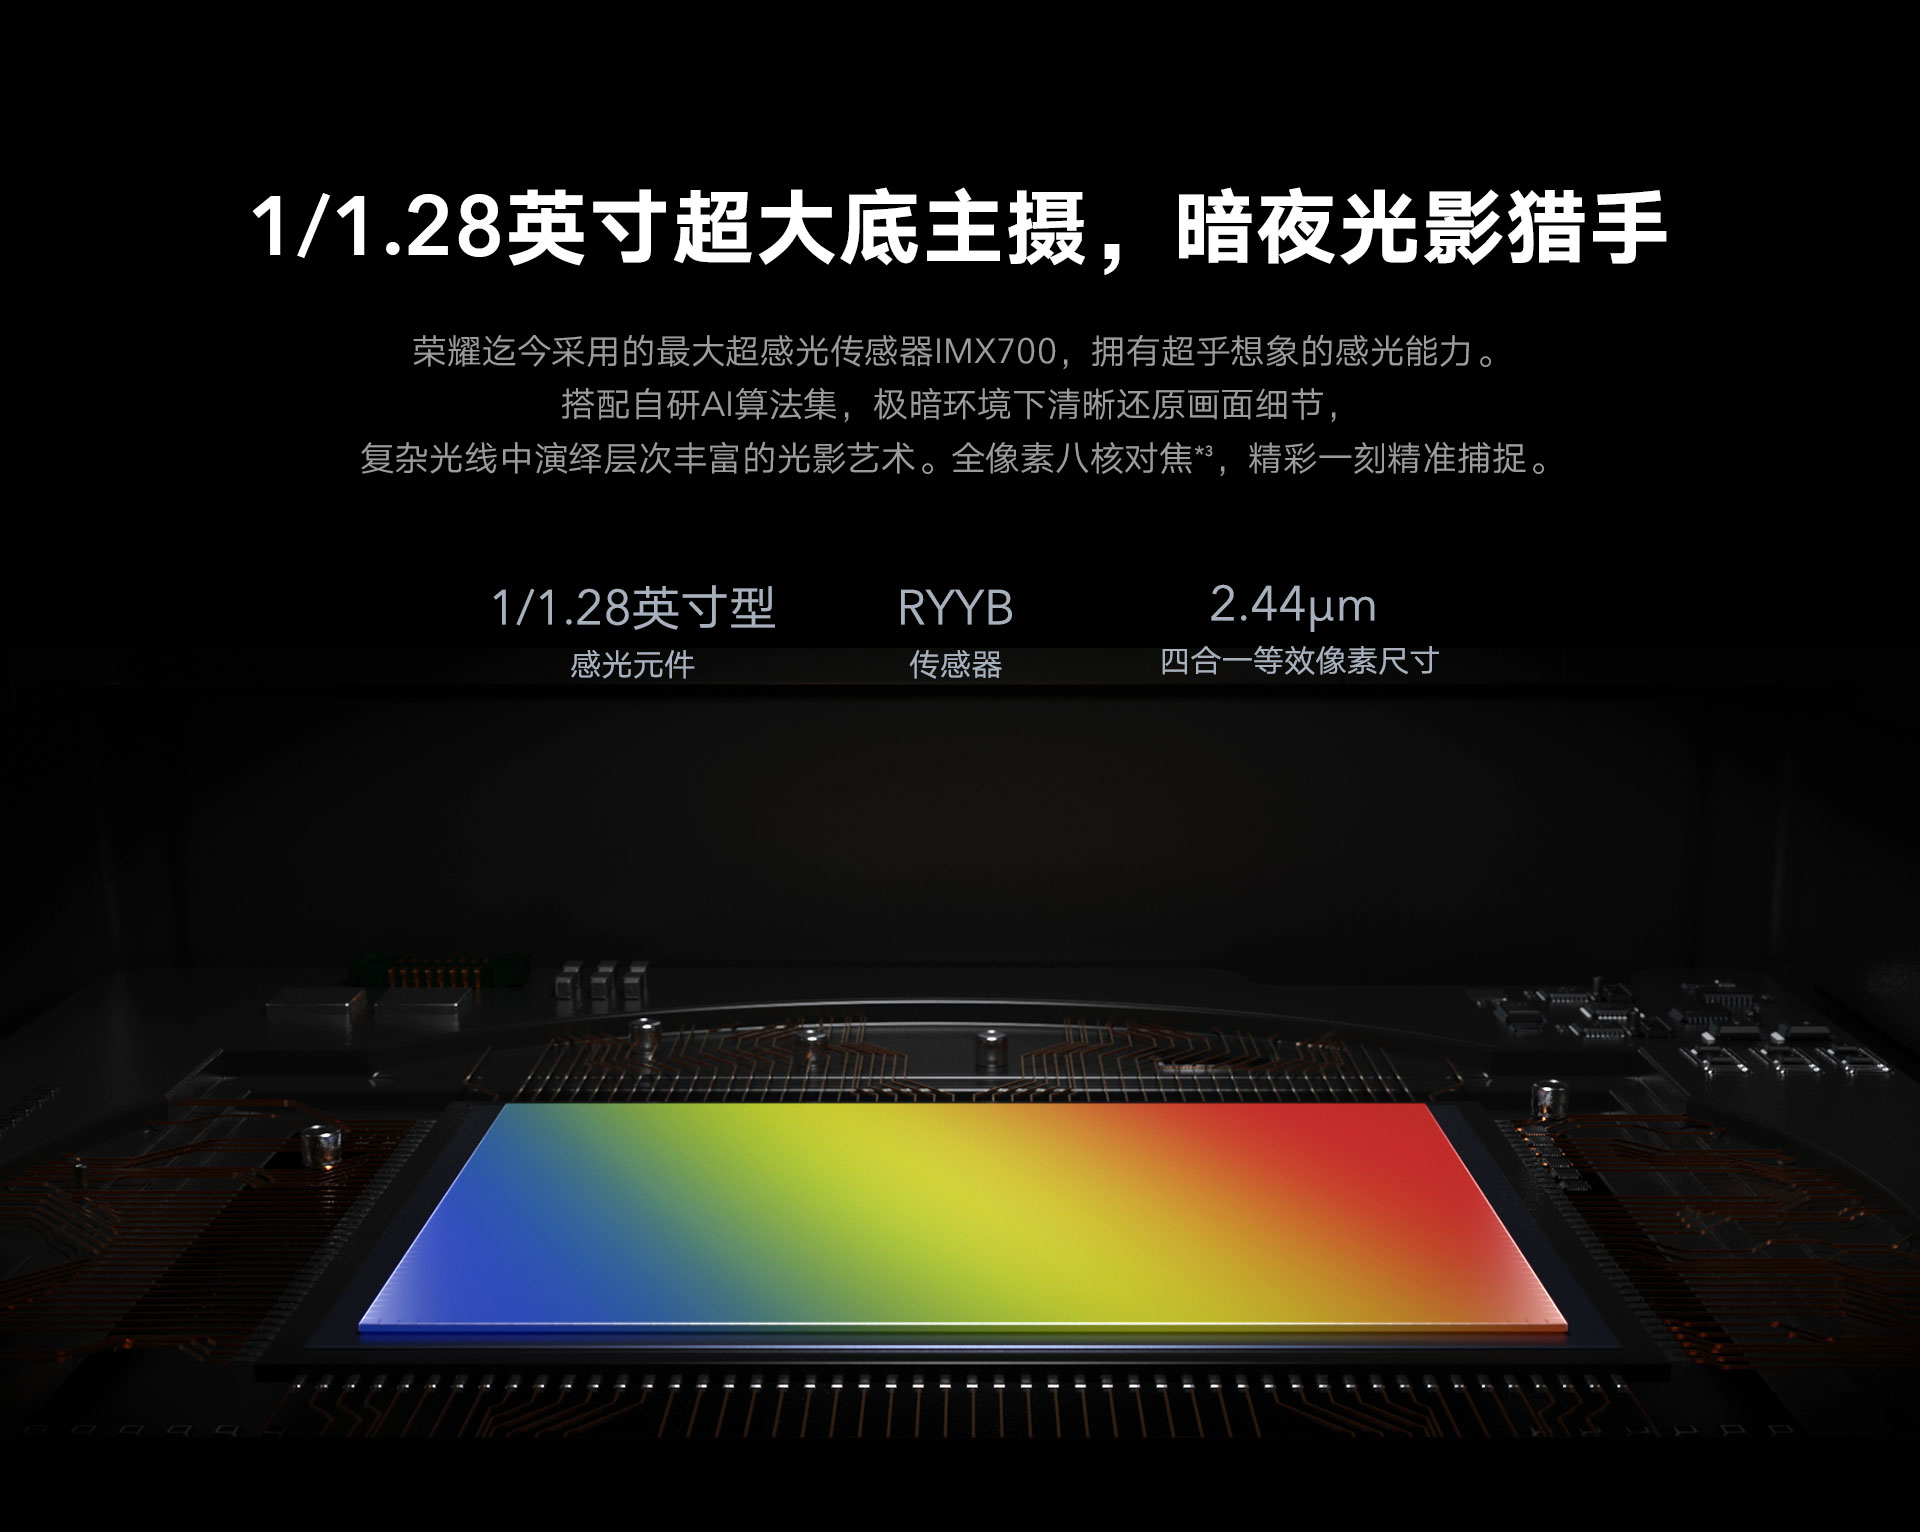 1/1.28英寸超大底主摄，暗夜光影猎手
荣耀迄今采用的最大超感光传感器IMX700，拥有超乎想象的感光能力。
搭配自研AI算法集，极暗环境下清晰还原画面细节，
复杂光线中演绎层次丰富的光影艺术。全像素八核对焦*³，精彩一刻精准捕捉。
1/1.28英寸型
感光元件
RYYB
传感器
2.44μm
四合一等效像素尺寸